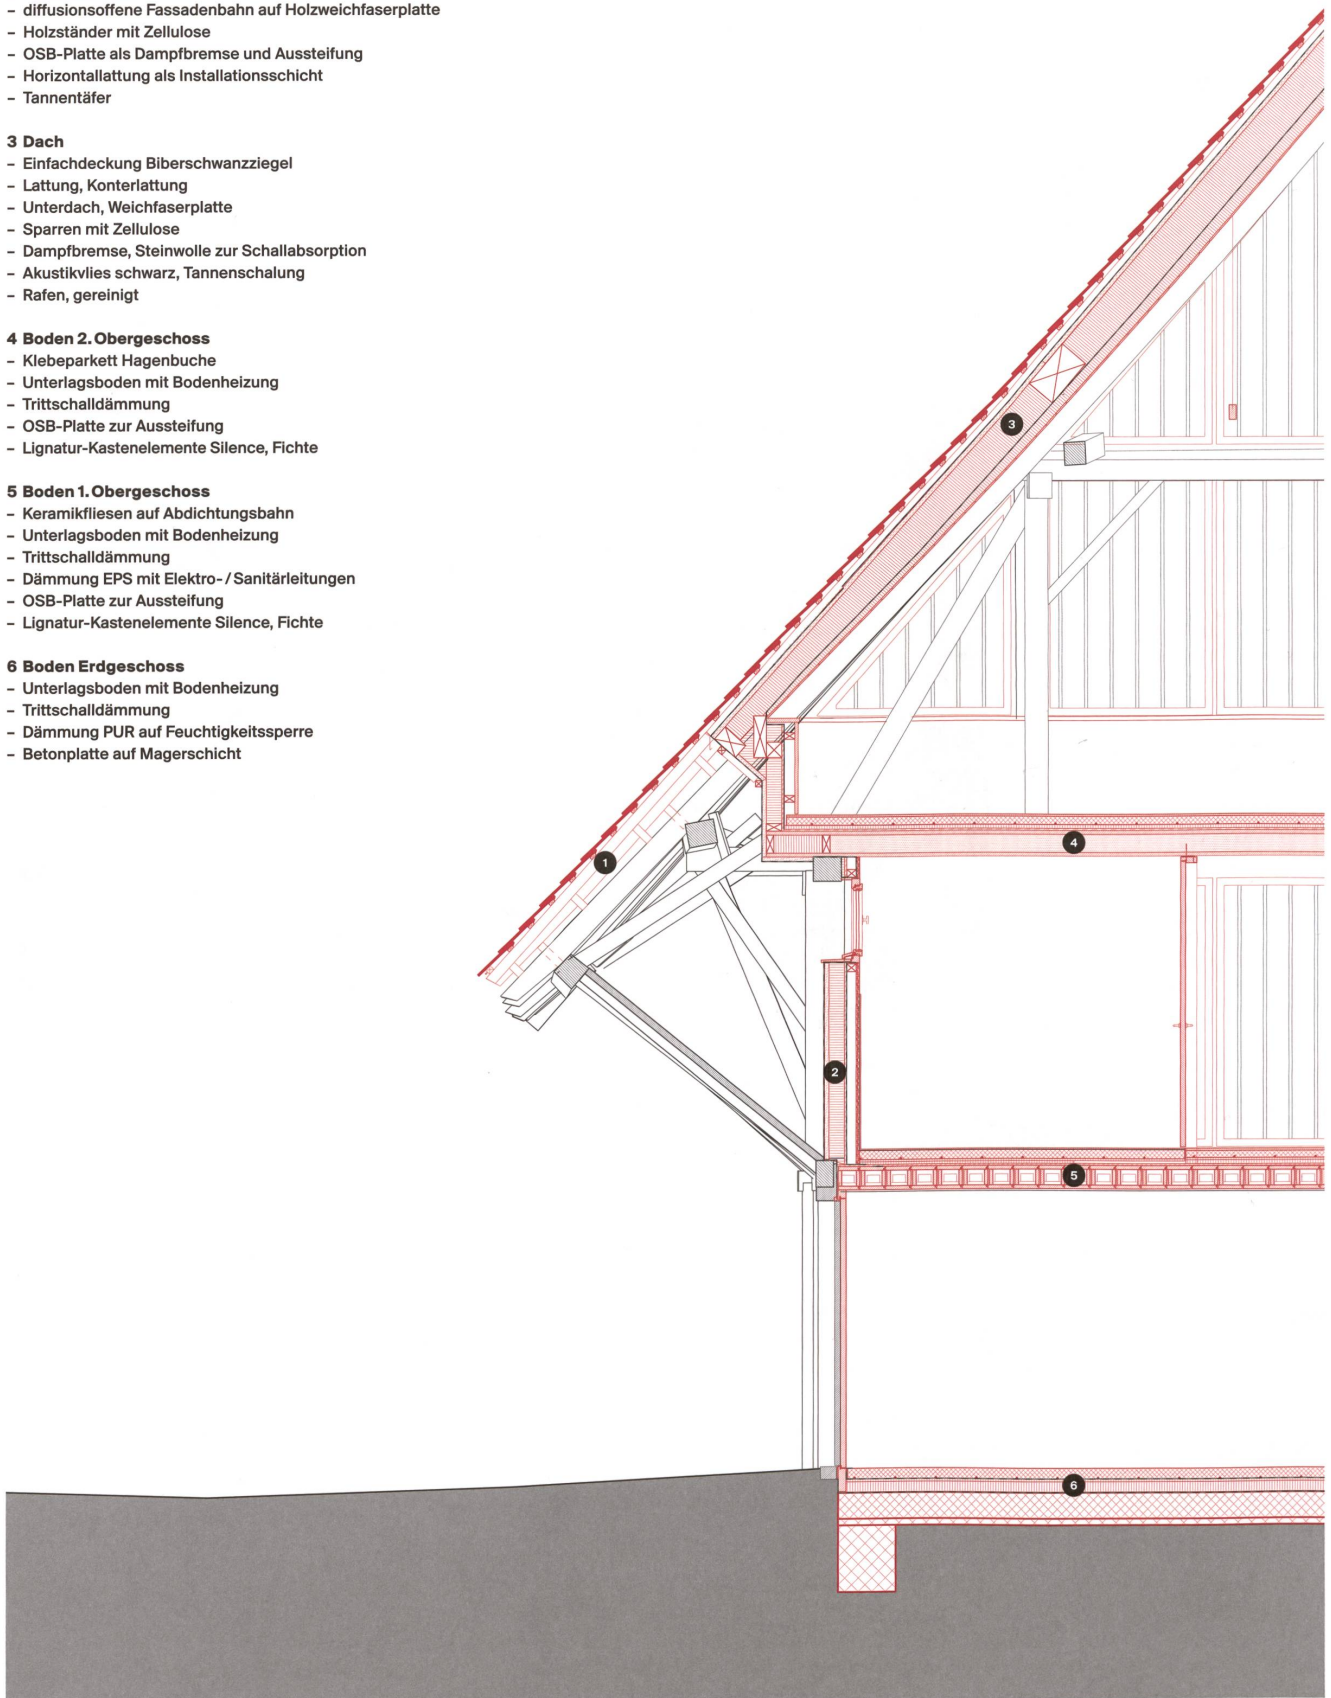 – diffusionsoffene Fassadenbahn auf Holzweichfaserplatte
– Holzständer mit Zellulose
– OSB-Platte als Dampfbremse und Aussteifung
– Horizontallattung als Installationsschicht
– Tannentäfer
3 Dach
– Einfachdeckung Biberschwanzziegel
– Lattung, Konterlattung
– Unterdach, Weichfaserplatte
– Sparren mit Zellulose
– Dampfbremse, Steinwolle zur Schallabsorption
– Akustikvlies schwarz, Tannenschalung
– Rafen, gereinigt
4 Boden 2. Obergeschoss
– Klebeparkett Hagenbuche
– Unterlagsboden mit Bodenheizung
– Trittschalldämmung
– OSB-Platte zur Aussteifung
– Lignatur-Kastenelemente Silence, Fichte
5 Boden 1. Obergeschoss
– Keramikfliesen auf Abdichtungsbahn
– Unterlagsboden mit Bodenheizung
– Trittschalldämmung
– Dämmung EPS mit Elektro-/Sanitärleitungen
– OSB-Platte zur Aussteifung
– Lignatur-Kastenelemente Silence, Fichte
6 Boden Erdgeschoss
– Unterlagsboden mit Bodenheizung
– Trittschalldämmung
– Dämmung PUR auf Feuchtigkeitssperre
– Betonplatte auf Magerschicht
3
4
1
2
5
6